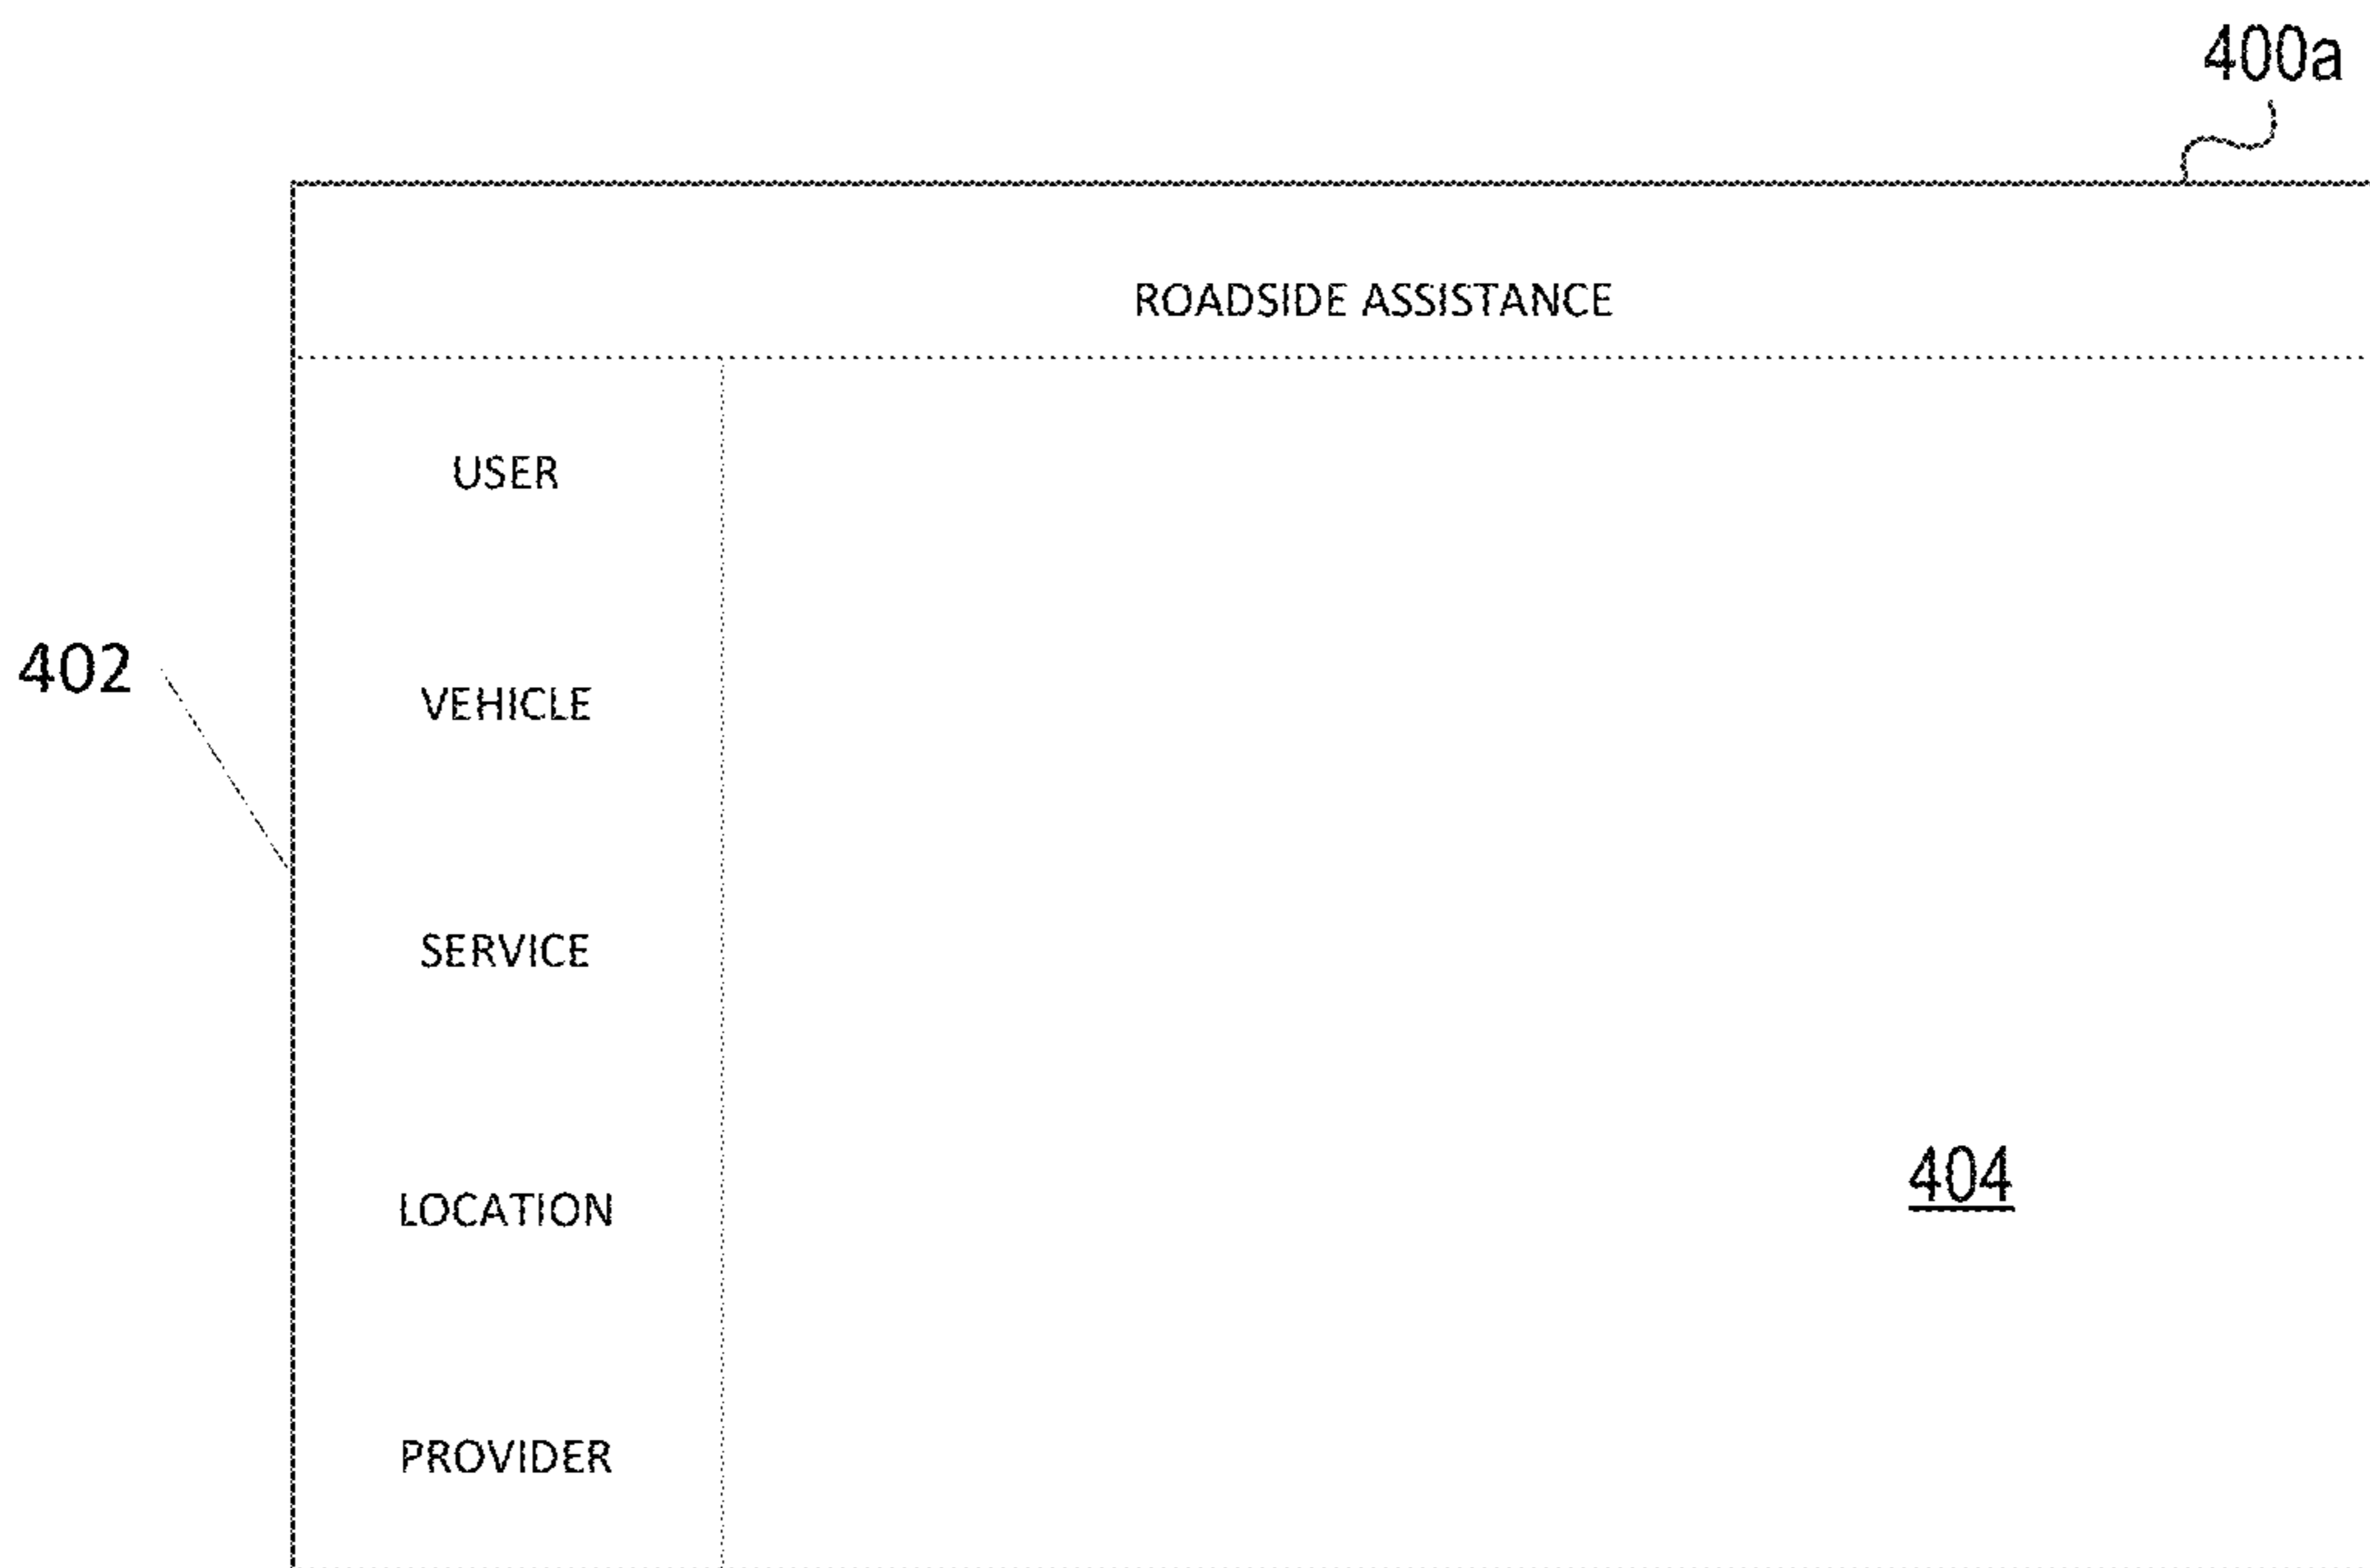 400a
ROADSIDE ASSISTANCE
USER
402
VEHICLE
SERVICE
404
LOCATION
PROVIDER